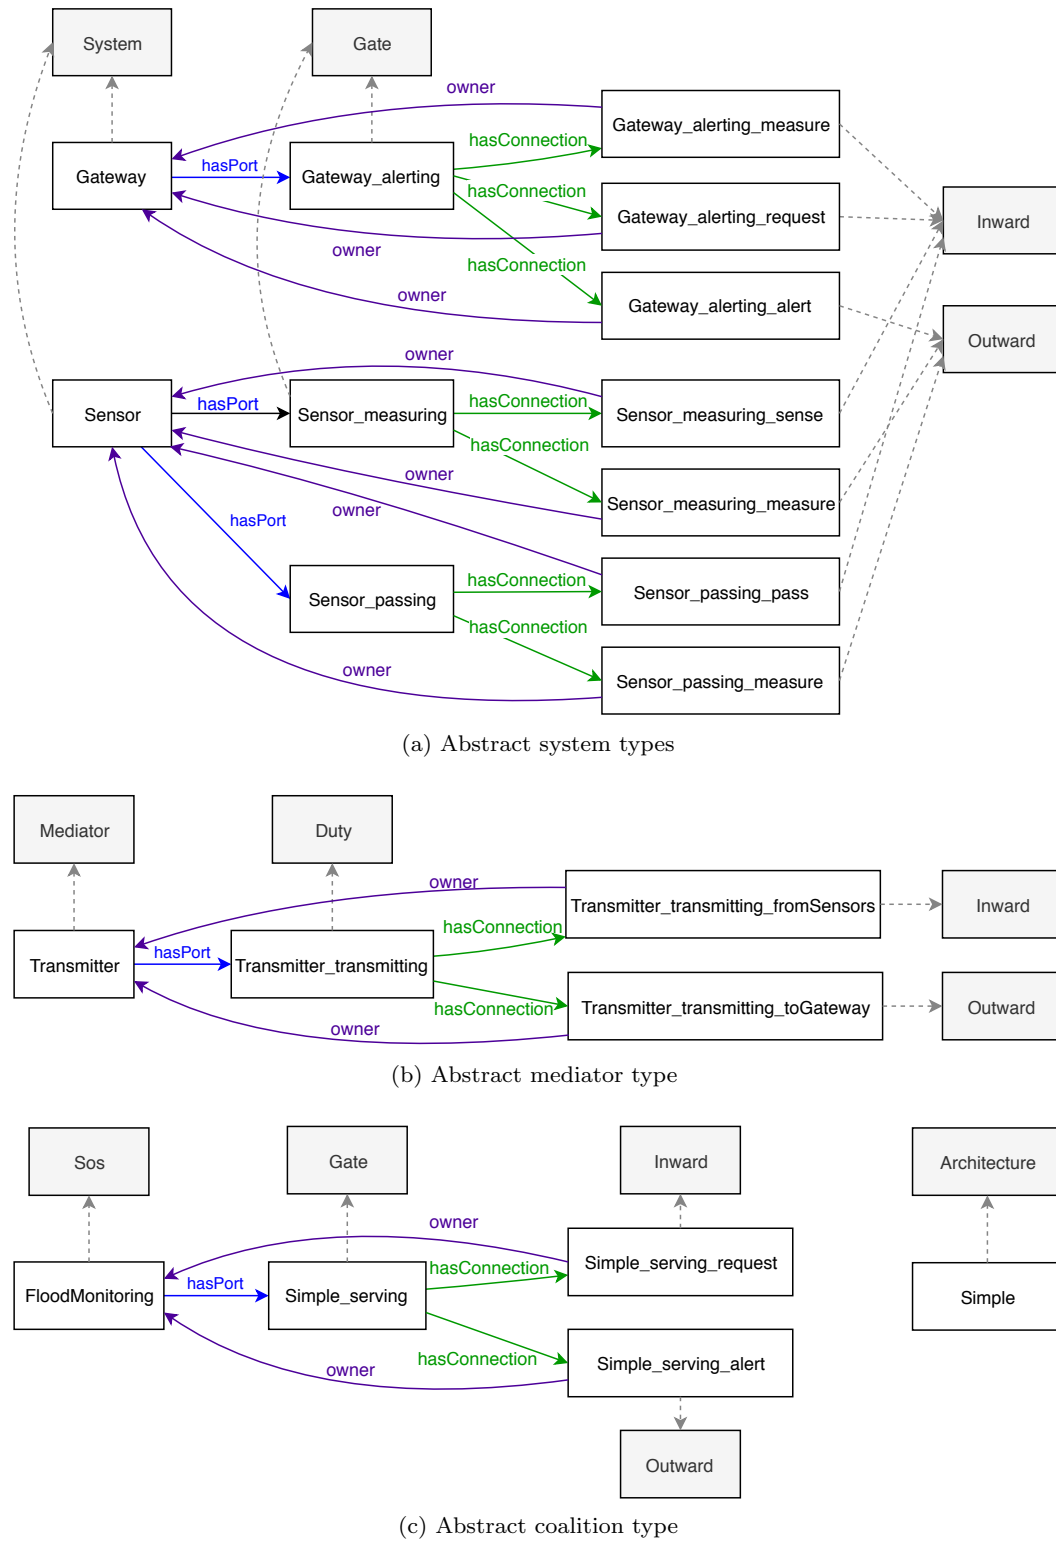 System
Gate
owner
Gateway_alerting_measure
hasConnection
Gateway
hasPort
Gateway_alerting
hasConnection
Gateway_alerting_request
Inward
owner
hasConnection
owner
Gateway_alerting_alert
Outward
owner
Sensor
hasPort
Sensor_measuring
hasConnection
Sensor_measuring_sense
hasConnection
owner
Sensor_measuring_measure
owner
hasPort
Sensor_passing
hasConnection
Sensor_passing_pass
hasConnection
owner
Sensor_passing_measure
(a) Abstract system types
Mediator
Duty
owner
Transmitter_transmitting_fromSensors
Inward
hasConnection
Transmitter
hasPort
Transmitter_transmitting
hasConnection
Transmitter_transmitting_toGateway
Outward
owner
(b) Abstract mediator type
Sos
Gate
Inward
Architecture
owner
hasConnection
Simple_serving_request
FloodMonitoring
hasPort
Simple_serving
Simple
hasConnection
Simple_serving_alert
owner
Outward
(c) Abstract coalition type